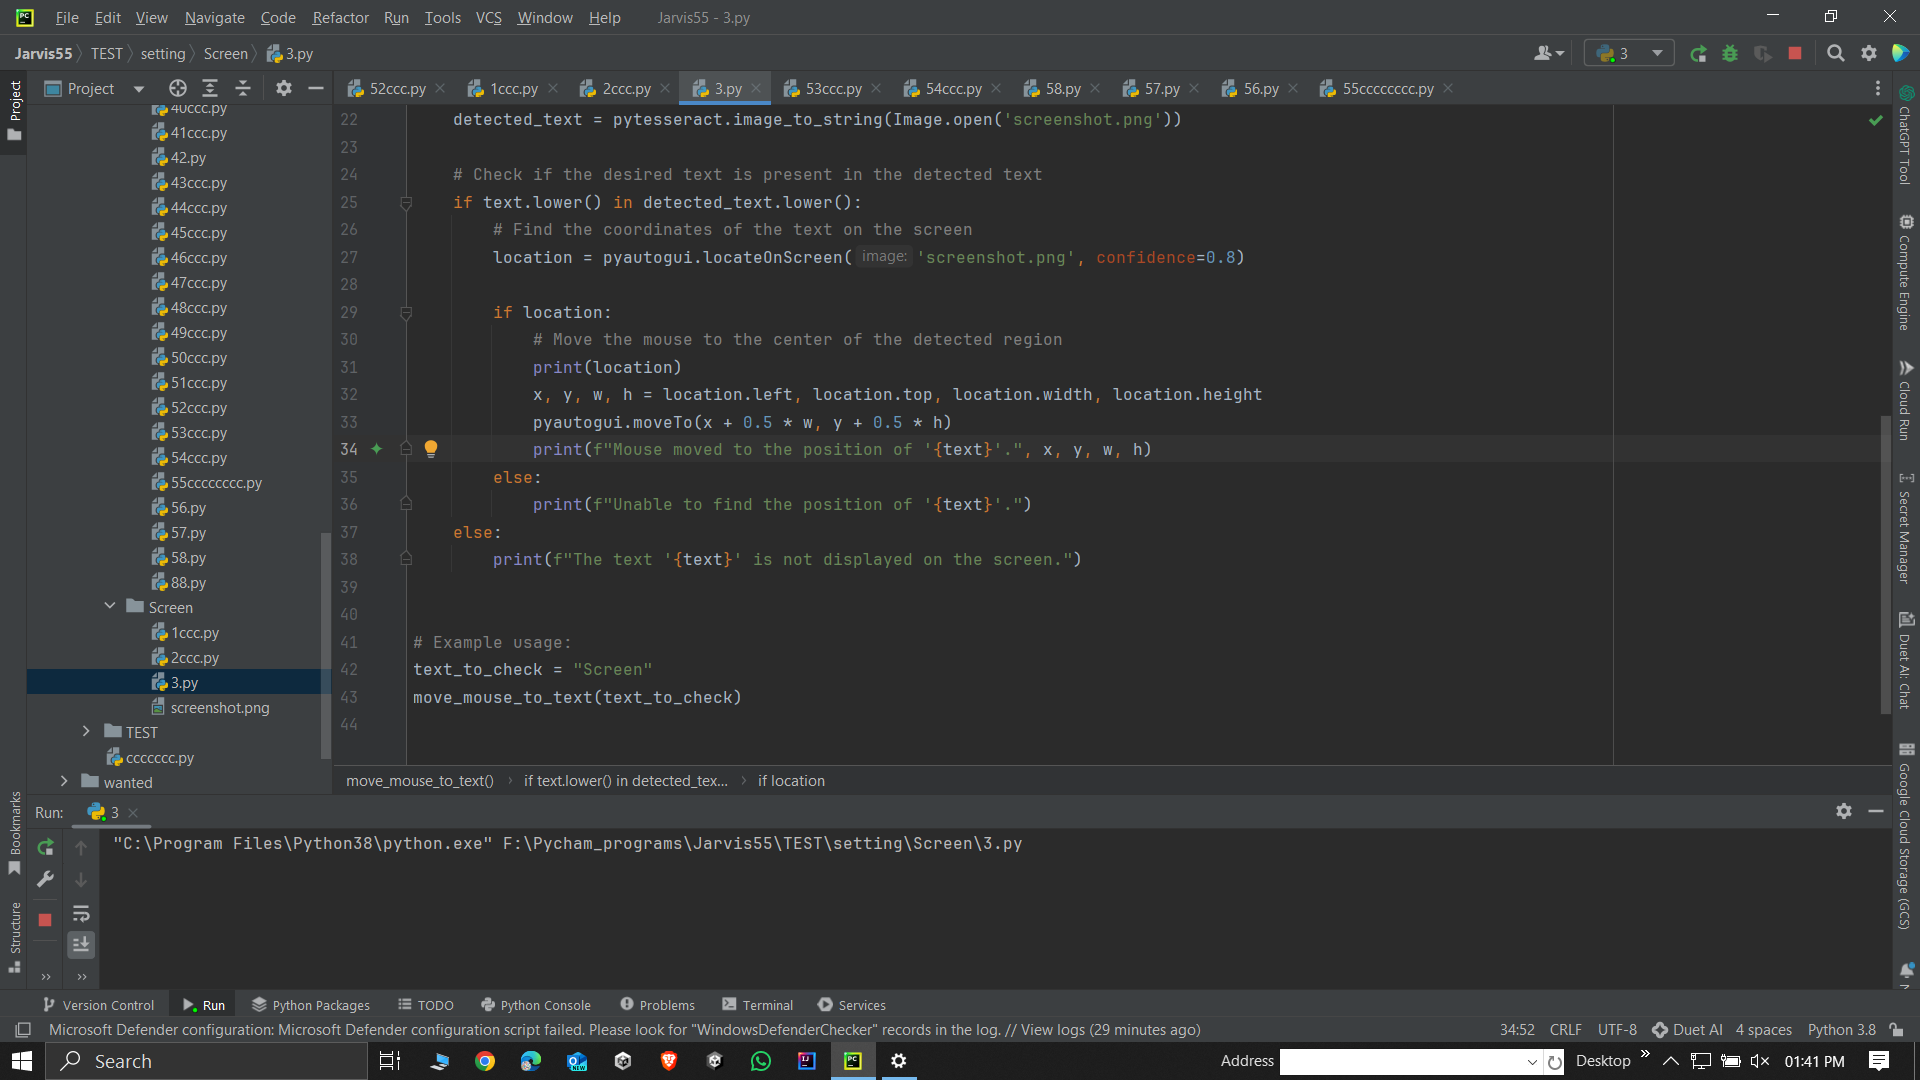 File Edit View Navigate Code Refactor Run Tools VCS Window Help Jarvis55 - 3.py
Jarvis55 TEST setting Screen 3.py
3
Project
52ccc.py 1ccc.py 2ccc.py 3.py 53ccc.py 54ccc.py 58.py 57.py 56.py 55cccccccc.py
Project
40ccc.py
41ccc.py
42.py
43ccc.py
44ccc.py
45ccc.py
46ccc.py
47ccc.py
48ccc.py
49ccc.py
50ccc.py
51ccc.py
52ccc.py
53ccc.py
54ccc.py
55cccccccc.py
56.py
57.py
58.py
88.py
Screen
1ccc.py
2ccc.py
3.py
screenshot.png
TEST
ccccccc.py
wanted
22 detected_text = pytesseract.image_to_string(Image.open('screenshot.png'))
23
24 # Check if the desired text is present in the detected text
25 if text.lower() in detected_text.lower():
26 # Find the coordinates of the text on the screen
27 location = pyautogui.locateOnScreen( image: 'screenshot.png', confidence=0.8)
28
29 if location:
30 # Move the mouse to the center of the detected region
31 print(location)
32 x, y, w, h = location.left, location.top, location.width, location.height
33 pyautogui.moveTo(x + 0.5 * w, y + 0.5 * h)
34 print(f"Mouse moved to the position of '{text}'.", x, y, w, h)
35 else:
36 print(f"Unable to find the position of '{text}'.")
37 else:
38 print(f"The text '{text}' is not displayed on the screen.")
39
40
41 # Example usage:
42 text_to_check = "Screen"
43 move_mouse_to_text(text_to_check)
44
move_mouse_to_text() if text.lower() in detected_tex... if location
ChatGPT Tool
Compute Engine
Cloud Run
Secret Manager
Duet AI: Chat
Google Cloud Storage (GCS)
Bookmarks
Structure
Run: 3
"C:\Program Files\Python38\python.exe" F:\Pycham_programs\Jarvis55\TEST\setting\Screen\3.py
Version Control Run Python Packages TODO Python Console Problems Terminal Services
Microsoft Defender configuration: Microsoft Defender configuration script failed. Please look for "WindowsDefenderChecker" records in the log. // View logs (29 minutes ago)
34:52 CRLF UTF-8 Duet AI 4 spaces Python 3.8
Search
Address Desktop 01:41 PM